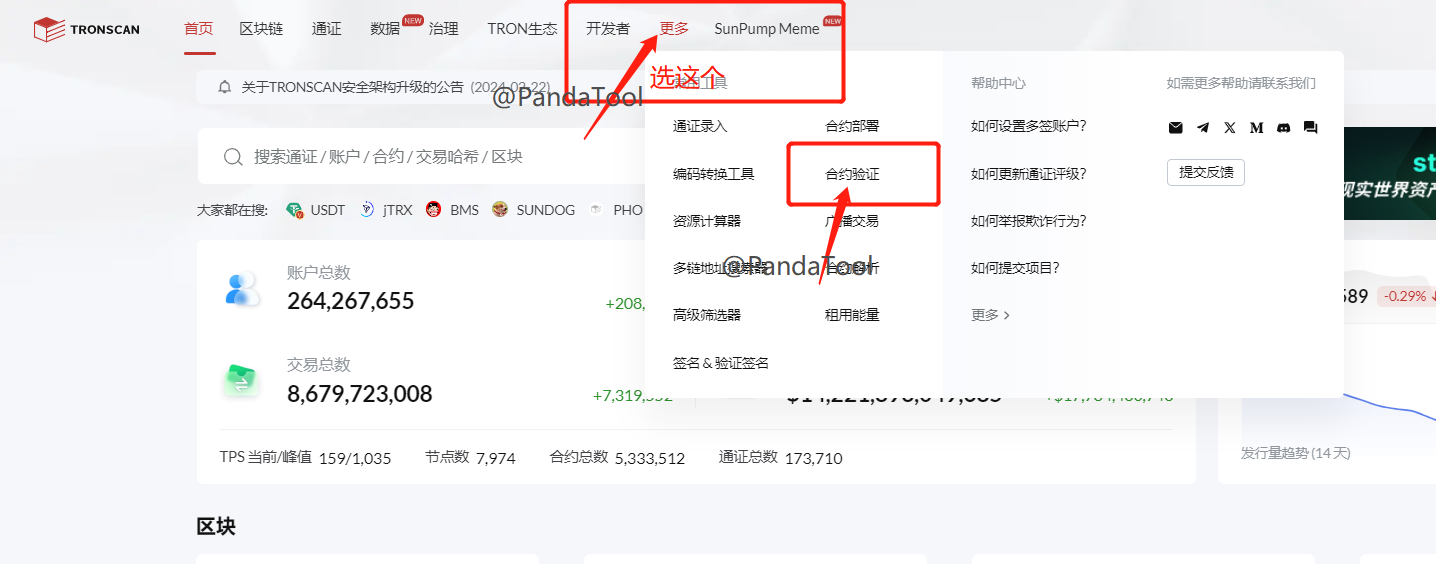 TRONSCAN
首页 区块链 通证 数据 NEW 治理 TRON生态 开发者 更多 SunPump Meme NEW
关于TRONSCAN安全架构升级的公告 (2024-02-22)
@PandaTool
选这个
工具
帮助中心
如需更多帮助请联系我们
搜索通证 / 账户 / 合约 / 交易哈希 / 区块
大家都在搜: USDT jTRX BMS SUNDOG PHO
通证录入 合约部署
编码转换工具 合约验证
资源计算器 广播交易
多链地址
@PandaTool
高级筛选器 租用能量
签名 & 验证签名
如何设置多签账户?
如何更新通证评级?
如何举报欺诈行为?
如何提交项目?
更多 >
提交反馈
st
现实世界资产
账户总数
264,267,655
+208,
589 -0.29%
交易总数
8,679,723,008
TPS 当前/峰值 159/1,035 节点数 7,974 合约总数 5,333,512 通证总数 173,710
发行量趋势 (14 天)
区块